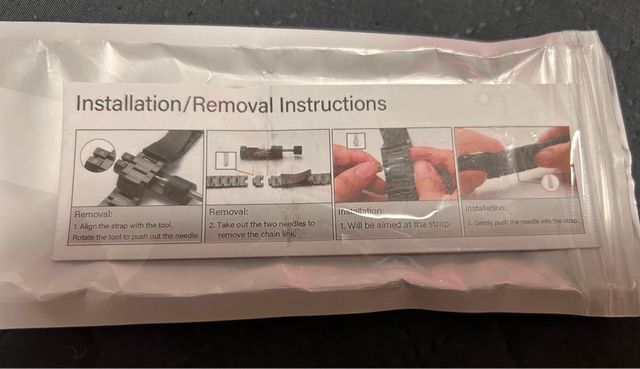 Installation/Removal Instructions
Removal:
1. Align the strap with the tool.
Rotate the tool to push out the needle.
Removal:
2. Take out the two needles to
remove the chain link.
Installation:
1. Will be aimed at the strap.
Installation:
2. Gently push the needle into the strap.